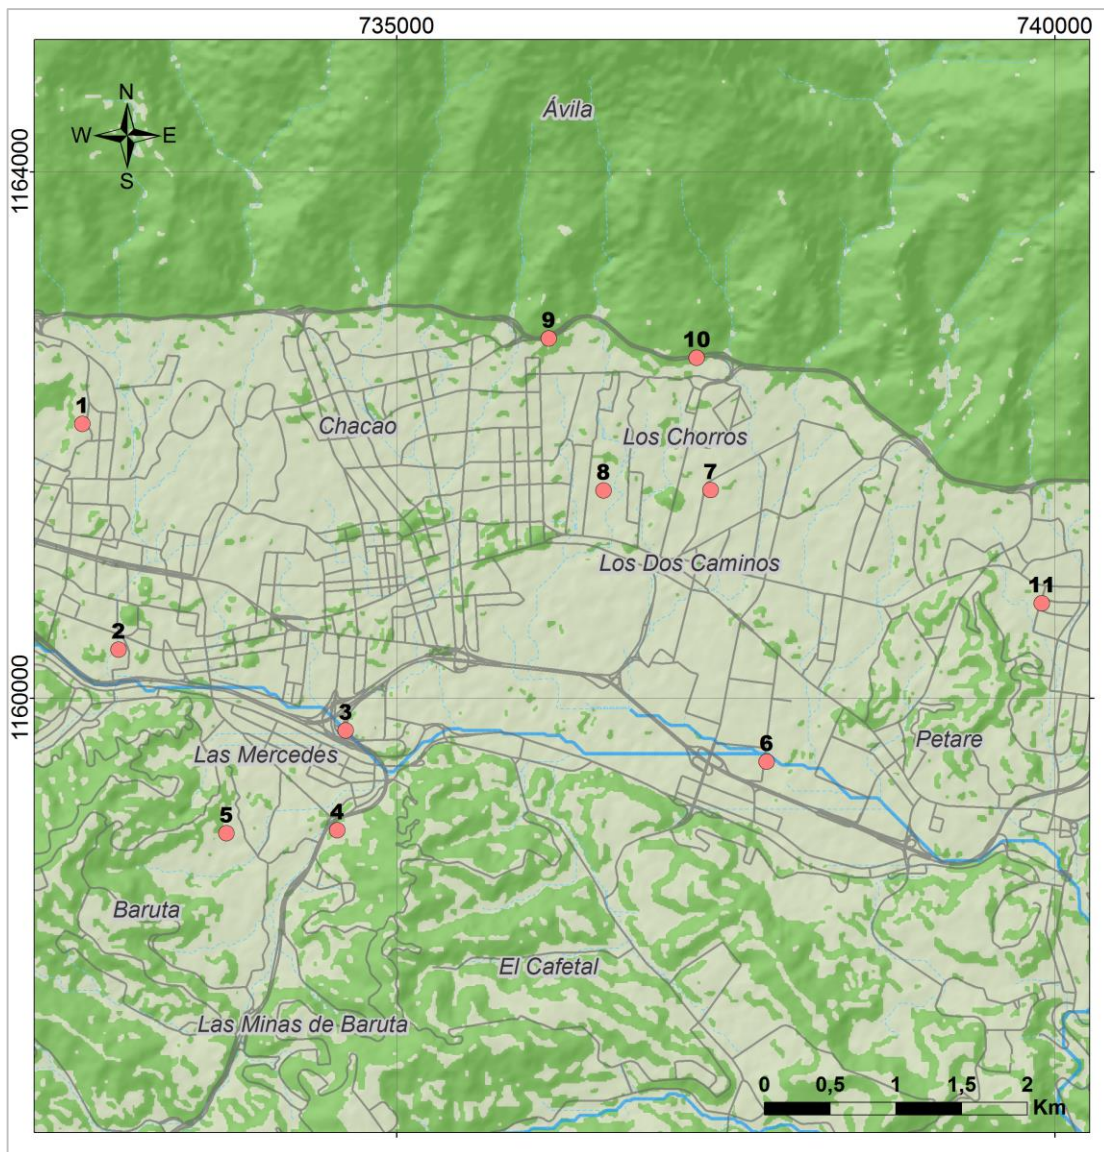 735000
740000
Ávila
N
W
E
S
1164000
9
10
1
Chacao
Los Chorros
8
7
Los Dos Caminos
11
2
1160000
3
Petare
6
Las Mercedes
4
5
Baruta
El Cafetal
Las Minas de Baruta
0 0,5 1 1,5 2
Km